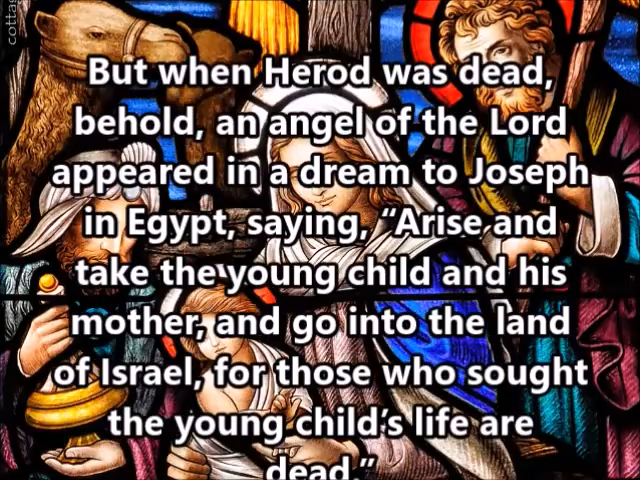 But when Herod was dead,
behold, an angel of the Lord
appeared in a dream to Joseph
in Egypt, saying, “Arise and
take the young child and his
mother, and go into the land
of Israel, for those who sought
the young child’s life are
dead.”
cottag